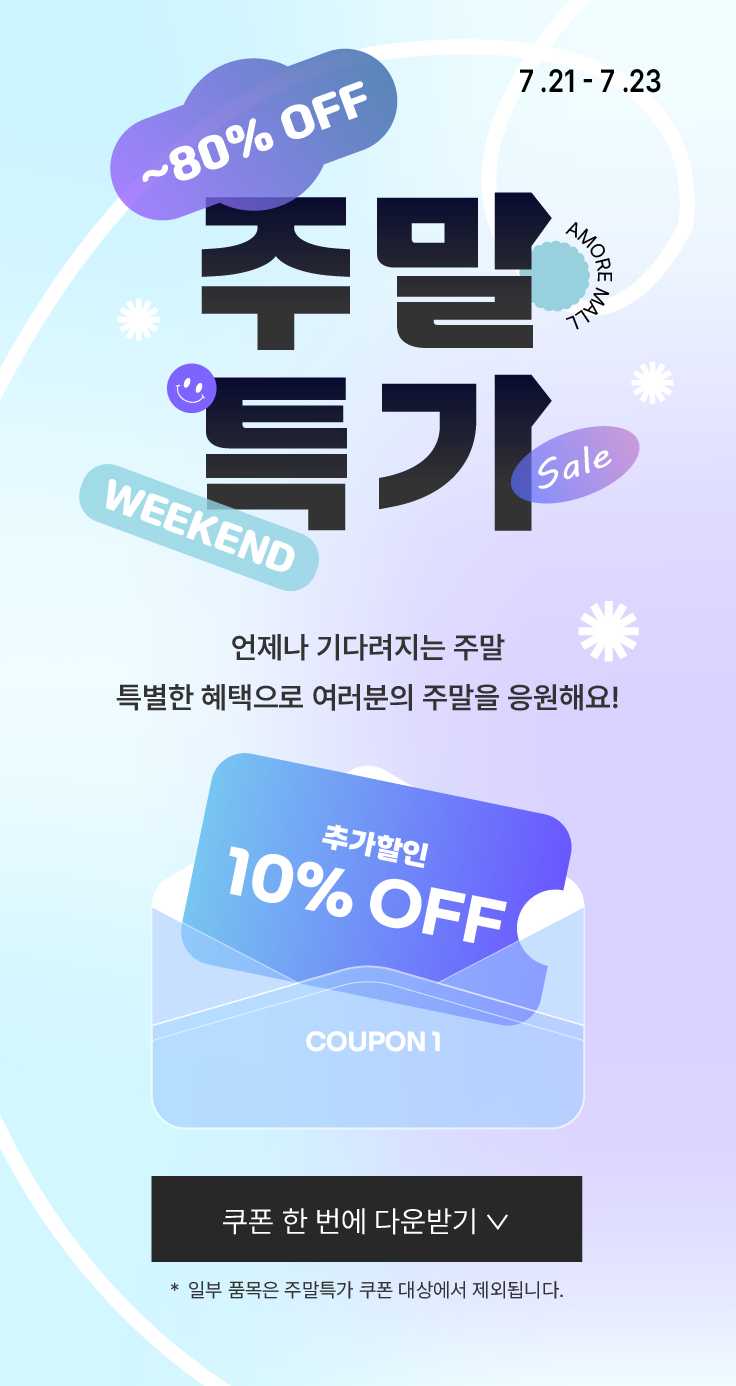 7 .21 - 7 .23
~80% OFF
주말
AMORE MALL
특가
Sale
WEEKEND
언제나 기다려지는 주말
특별한 혜택으로 여러분의 주말을 응원해요!
추가할인
10% OFF
COUPON 1
쿠폰 한 번에 다운받기
* 일부 품목은 주말특가 쿠폰 대상에서 제외됩니다.